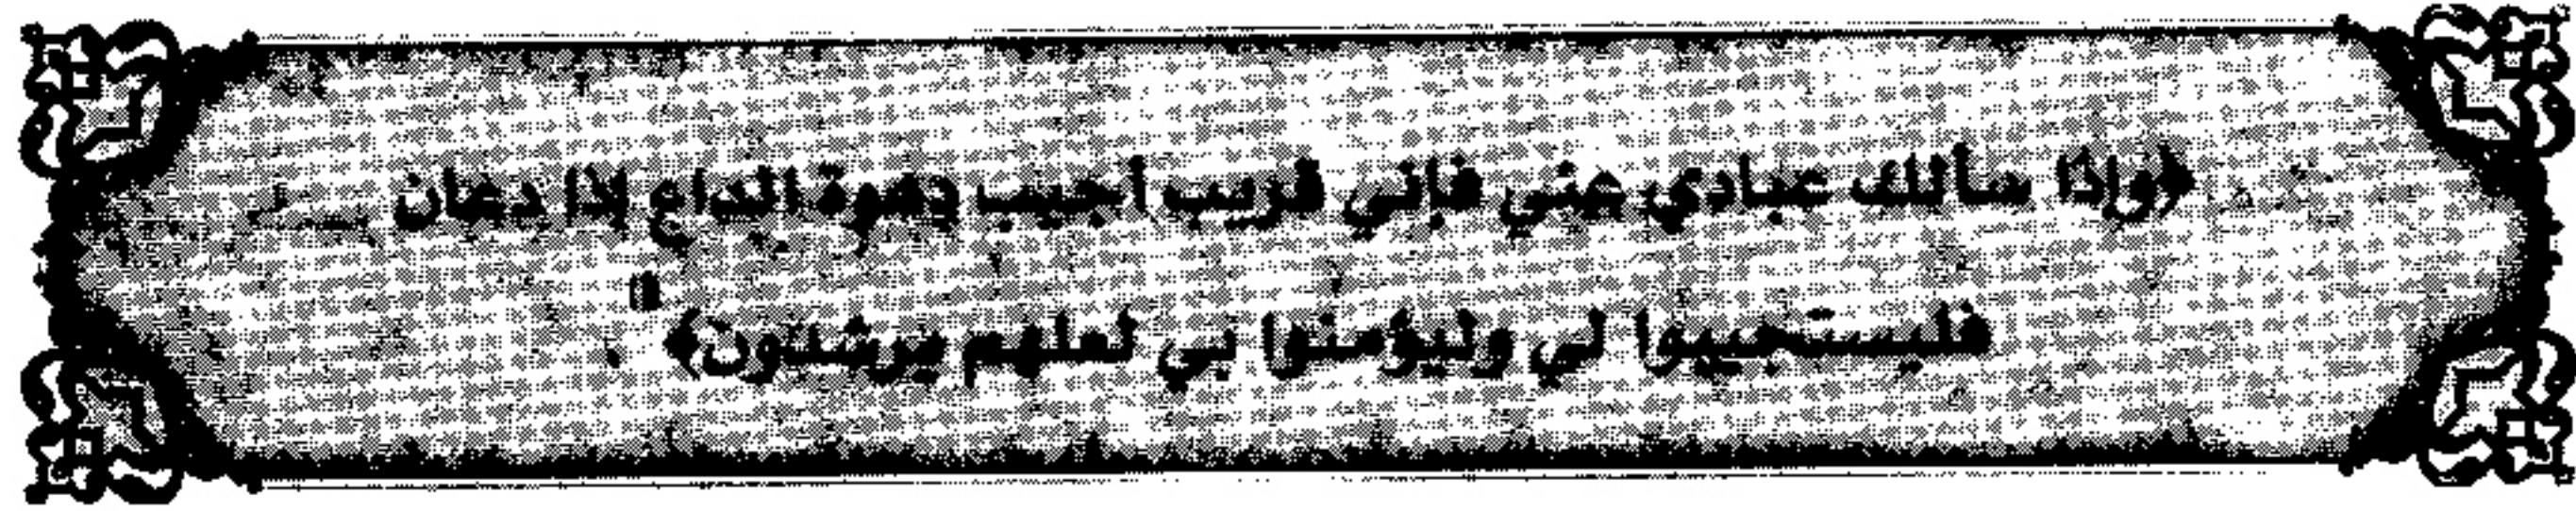 ﴿وإذا سألك عبادي عني فإني قريب أجيب دعوة الداع إذا دعان
فليستجيبوا لي وليؤمنوا بي لعلهم يرشدون﴾